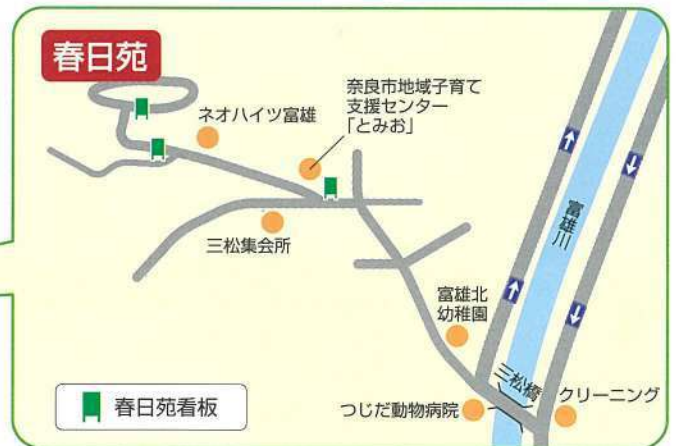 春日苑
ネオハイツ富雄
奈良市地域子育て
支援センター
「とみお」
三松集会所
富雄川
富雄北
幼稚園
三松橋
クリーニング
つじだ動物病院
春日苑看板